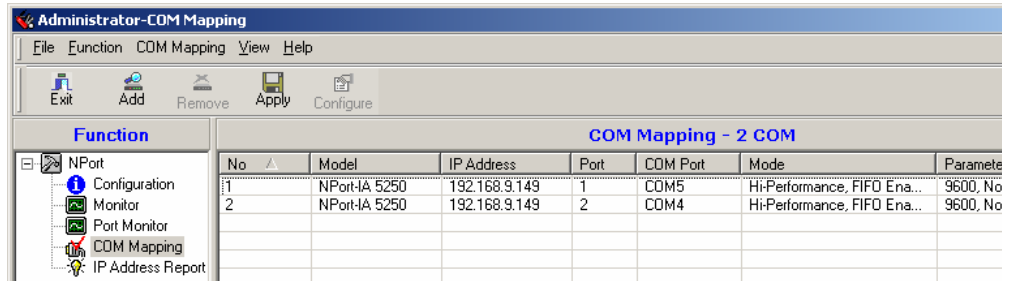 Administrator-COM Mapping
File Function COM Mapping View Help
Exit Add Remove Apply Configure
Function COM Mapping - 2 COM
NPort No Model IP Address Port COM Port Mode Paramete
Configuration 1 NPort-IA 5250 192.168.9.149 1 COM5 Hi-Performance, FIFO Ena... 9600, No
Monitor 2 NPort-IA 5250 192.168.9.149 2 COM4 Hi-Performance, FIFO Ena... 9600, No
Port Monitor
COM Mapping
IP Address Report